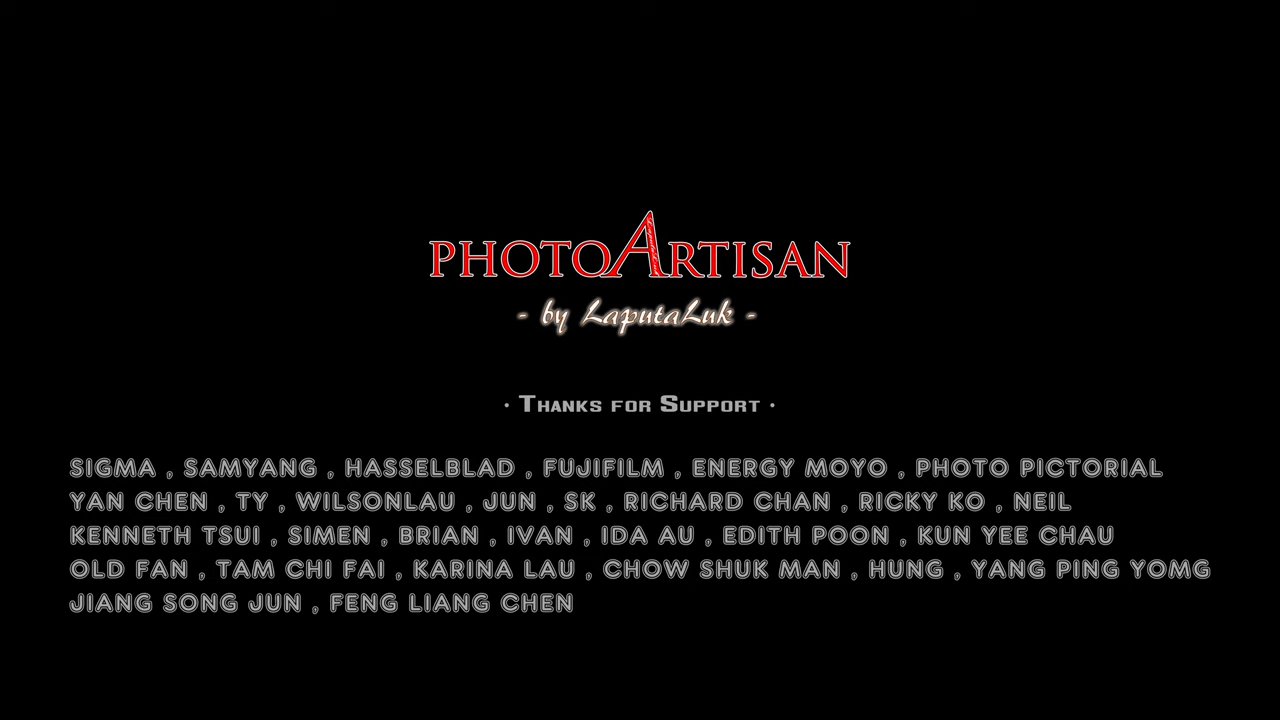 PHOTOARTISAN
- by LaputaLuk -
· Thanks for Support ·
SIGMA , SAMYANG , HASSELBLAD , FUJIFILM , ENERGY MOYO , PHOTO PICTORIAL
YAN CHEN , TY , WILSONLAU , JUN , SK , RICHARD CHAN , RICKY KO , NEIL
KENNETH TSUI , SIMEN , BRIAN , IVAN , IDA AU , EDITH POON , KUN YEE CHAU
OLD FAN , TAM CHI FAI , KARINA LAU , CHOW SHUK MAN , HUNG , YANG PING YOMG
JIANG SONG JUN , FENG LIANG CHEN